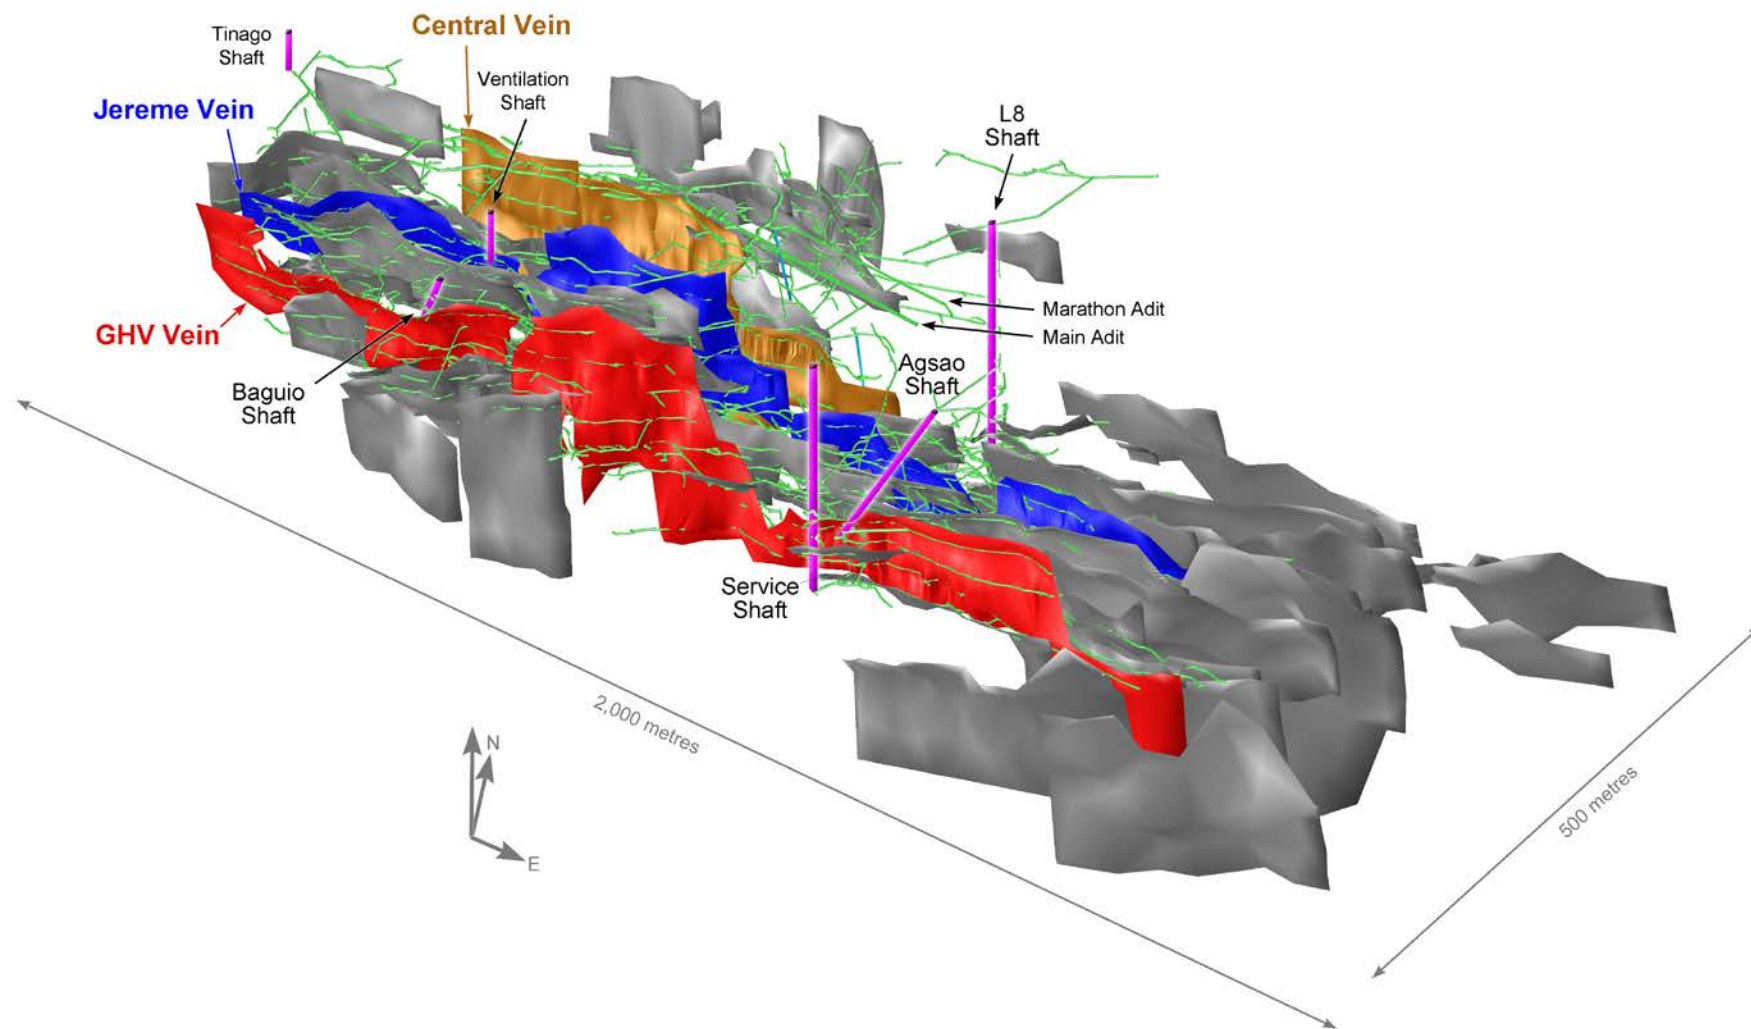 Central Vein
Tinago
Shaft
Ventilation
Shaft
Jereme Vein
L8
Shaft
Marathon Adit
GHV Vein
Main Adit
Agsao
Shaft
Baguio
Shaft
Service
Shaft
2,000 metres
N
500 metres
E